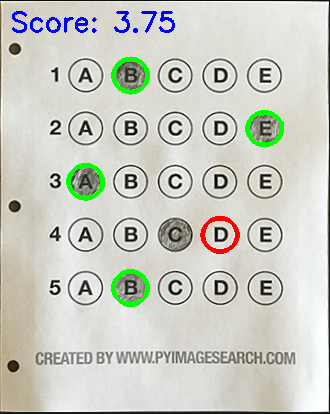 Score: 3.75
1 A B C D E
2 A B C D E
3 A B C D E
4 A B C D E
5 A B C D E
CREATED BY WWW.PYIMAGESEARCH.COM